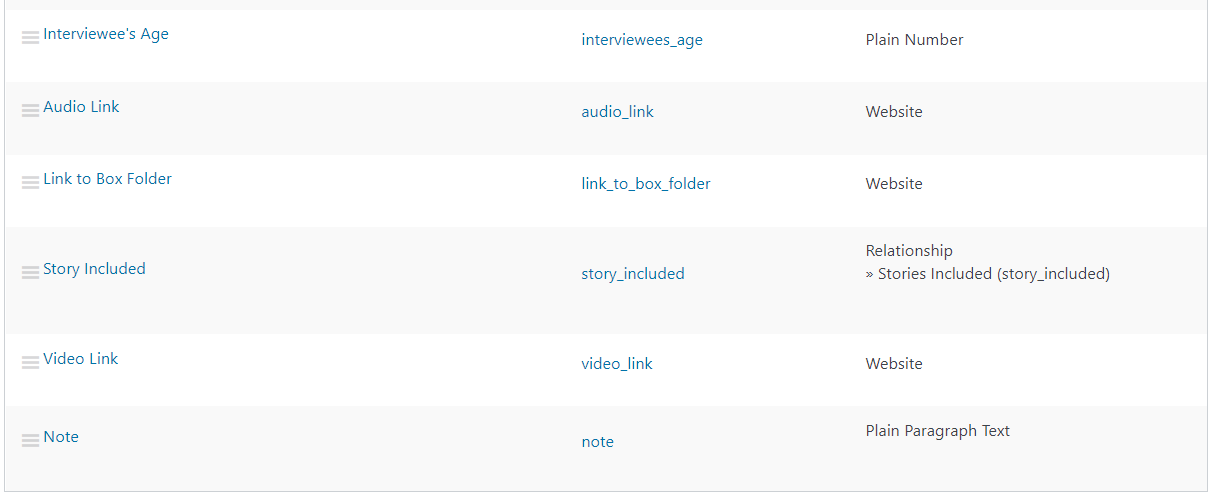 Interviewee's Age interviewees_age Plain Number
Audio Link audio_link Website
Link to Box Folder link_to_box_folder Website
Story Included story_included Relationship
» Stories Included (story_included)
Video Link video_link Website
Note note Plain Paragraph Text